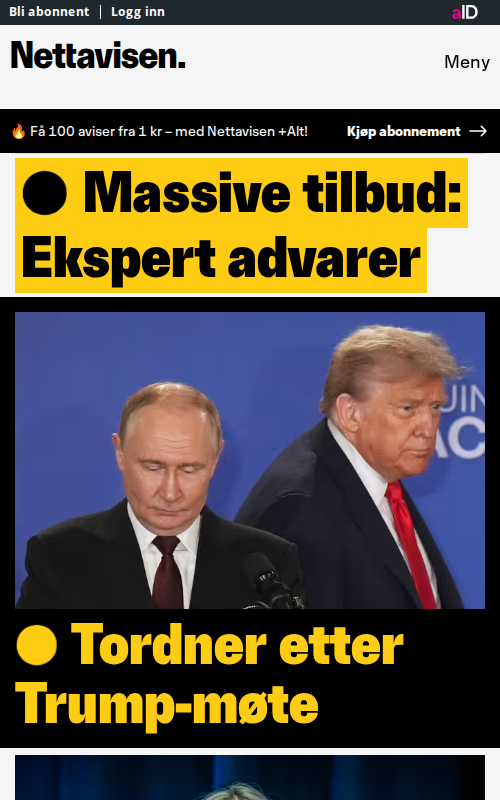 Bli abonnent | Logg inn
aID
Nettavisen.
Meny
🔥 Få 100 aviser fra 1 kr – med Nettavisen +Alt!
Kjøp abonnement →
Massive tilbud:
Ekspert advarer
Tordner etter
Trump-møte